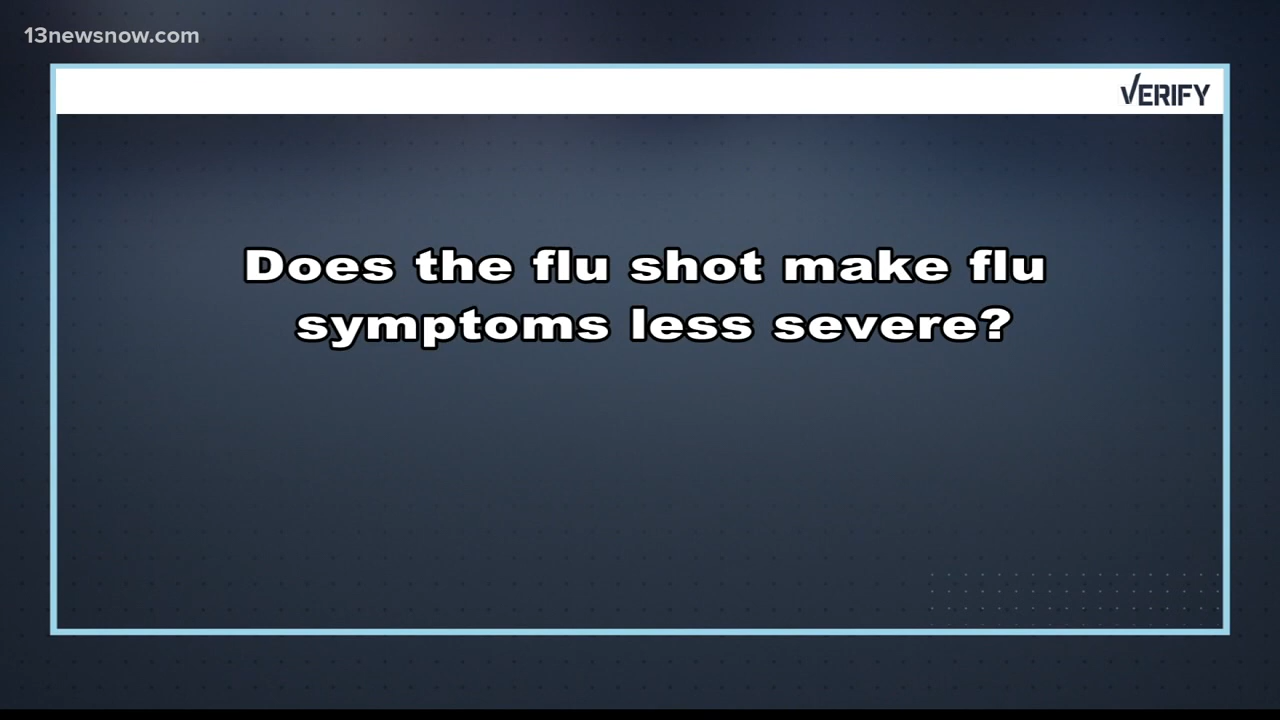 13newsnow.com
VERIFY
Does the flu shot make flu
symptoms less severe?